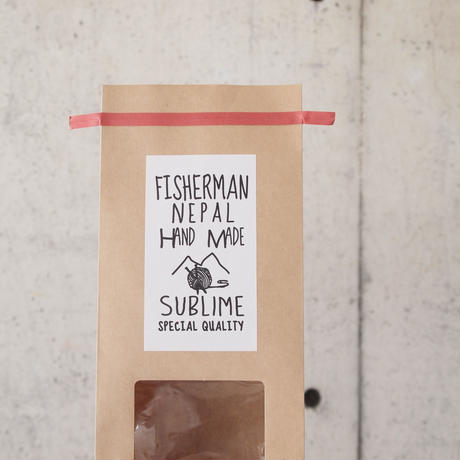 FISHERMAN
NEPAL
HAND MADE
SUBLIME
SPECIAL QUALITY